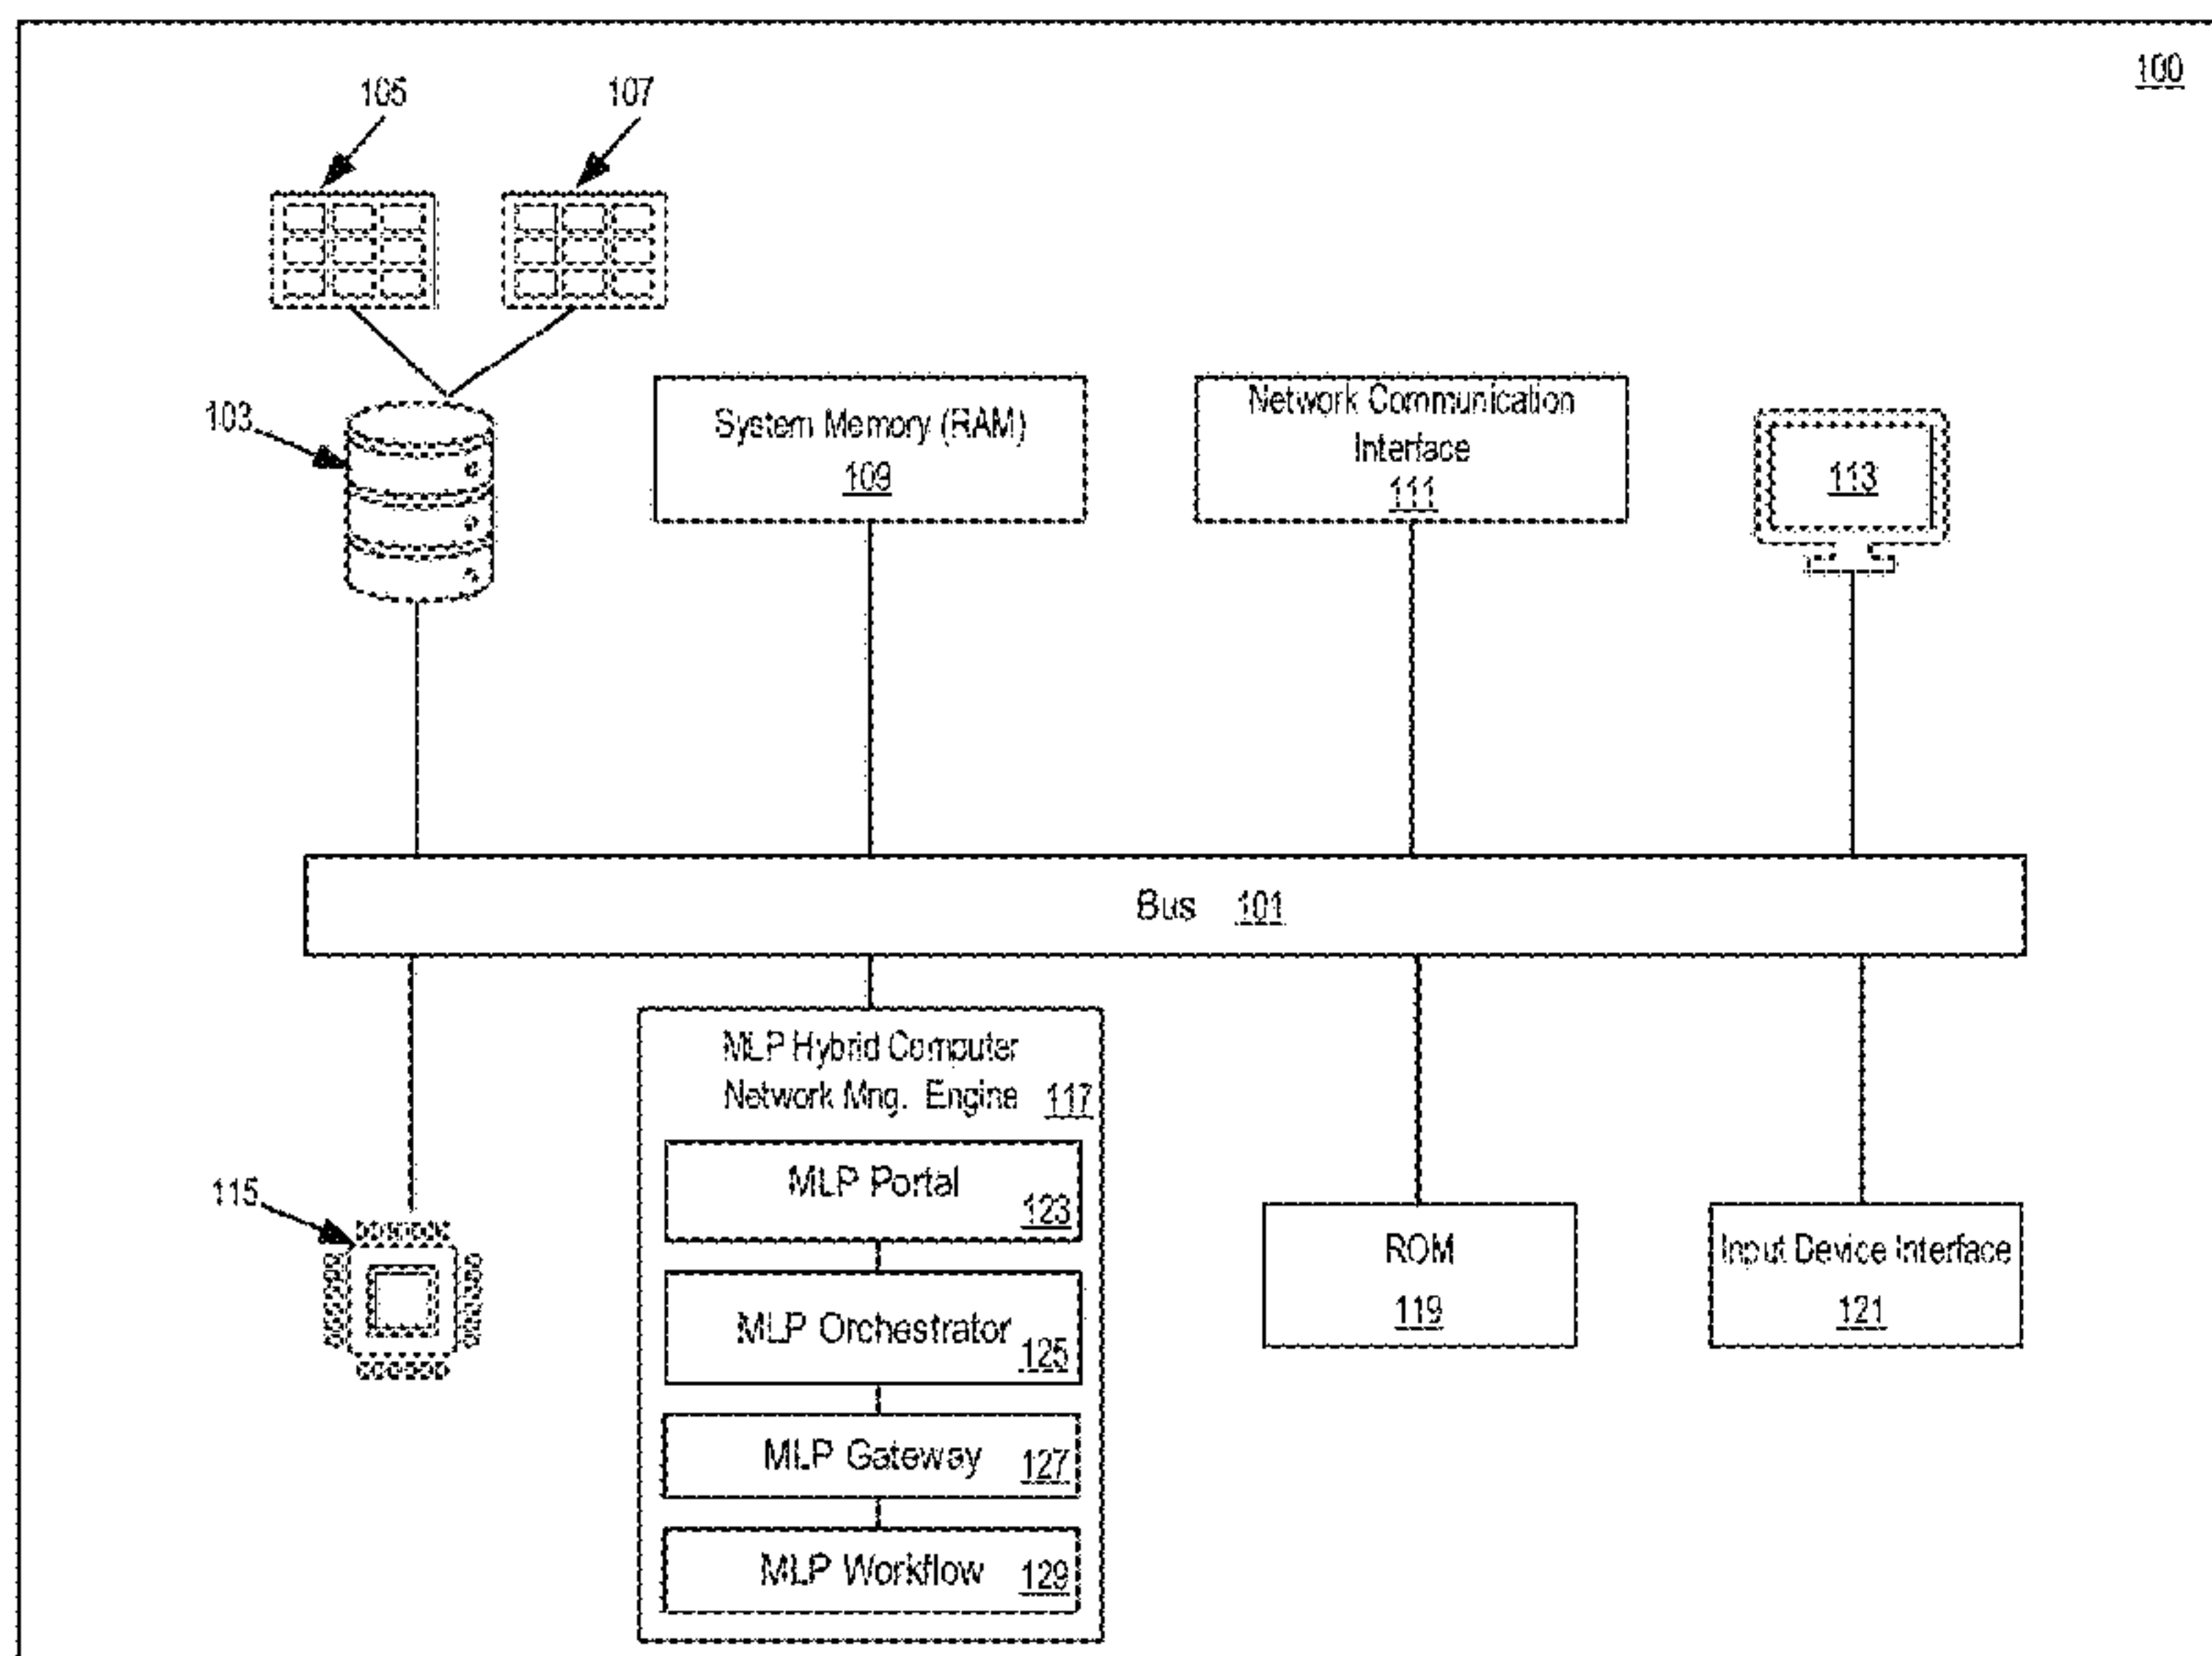 100
105
107
103
System Memory (RAM)
109
Network Communication
Interface
111
113
Bus 101
115
MLP Hybrid Computer
Network Mng. Engine 117
MLP Portal
123
MLP Orchestrator
125
MLP Gateway 127
MLP Workflow 129
ROM
119
Input Device Interface
121